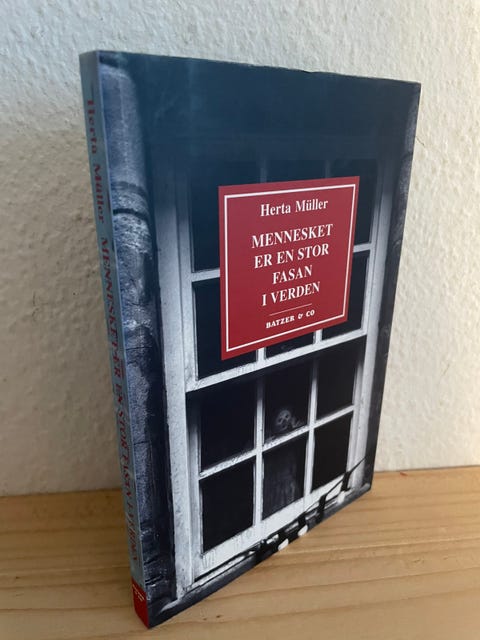 Herta Müller
MENNESKET
ER EN STOR
FASAN
I VERDEN
BATZER & CO
Herta Müller MENNESKET ER EN STOR FASAN I VERDEN